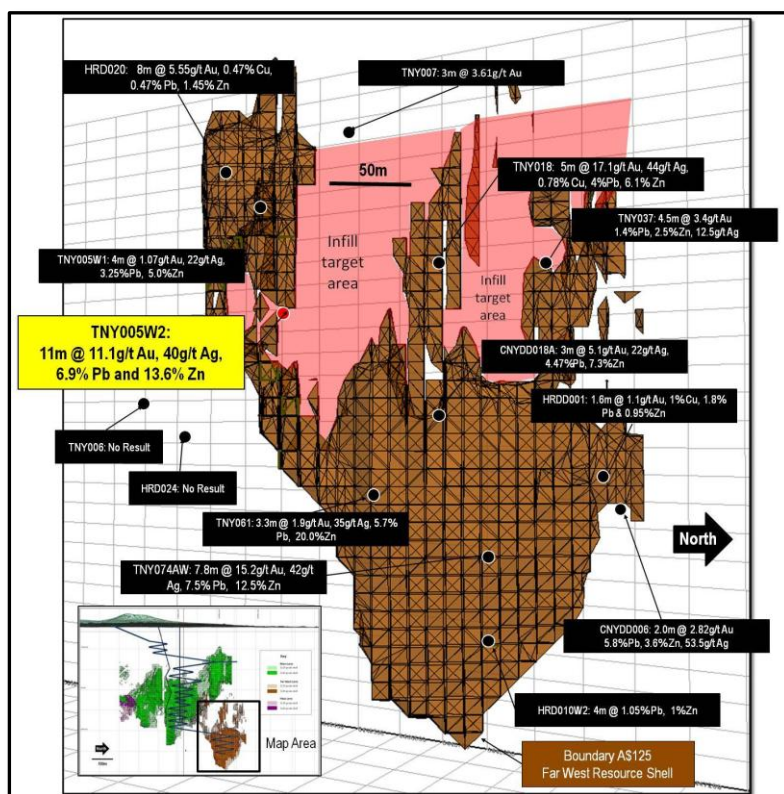 HRD020: 8m @ 5.55g/t Au, 0.47% Cu,
0.47% Pb, 1.45% Zn
TNY007: 3m @ 3.61g/t Au
50m
TNY018: 5m @ 17.1g/t Au, 44g/t Ag,
0.78% Cu, 4%Pb, 6.1% Zn
TNY037: 4.5m @ 3.4g/t Au
1.4%Pb, 2.5% Zn, 12.5g/t Ag
Infill
target
area
TNY005W1: 4m @ 1.07g/t Au, 22g/t Ag,
3.25%Pb, 5.0%Zn
Infill
target
area
TNY005W2:
11m @ 11.1g/t Au, 40g/t Ag,
6.9% Pb and 13.6% Zn
CNYDD018A: 3m @ 5.1g/t Au, 22g/t Ag,
4.47%Pb, 7.3%Zn
HRDD001: 1.6m @ 1.1g/t Au, 1%Cu, 1.8%
Pb & 0.95%Zn
TNY006: No Result
HRD024: No Result
TNY061: 3.3m @ 1.9g/t Au, 35g/t Ag, 5.7%
Pb, 20.0%Zn
North
TNY074AW: 7.8m @ 15.2g/t Au, 42g/t
Ag, 7.5% Pb, 12.5% Zn
CNYDD006: 2.0m @ 2.82g/t Au
5.8%Pb, 3.6% Zn, 53.5g/t Ag
HRD010W2: 4m @ 1.05%Pb, 1%Zn
Map Area
Boundary A$125
Far West Resource Shell